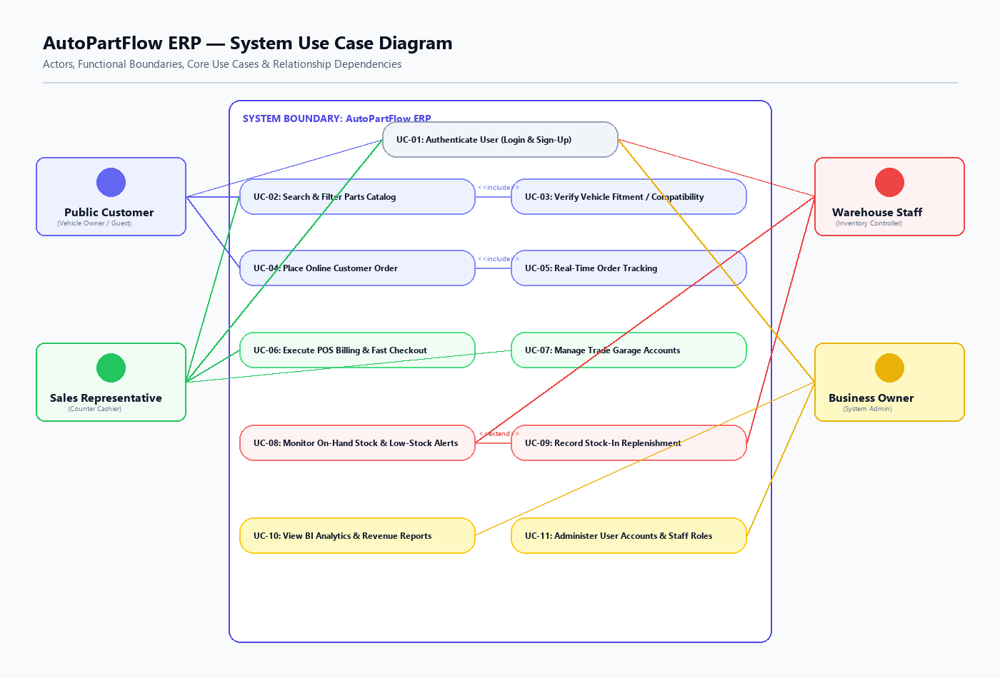 AutoPartFlow ERP — System Use Case Diagram
Actors, Functional Boundaries, Core Use Cases & Relationship Dependencies
SYSTEM BOUNDARY: AutoPartFlow ERP
UC-01: Authenticate User (Login & Sign-Up)
Public Customer
(Vehicle Owner / Guest)
UC-02: Search & Filter Parts Catalog
<<include>>
UC-03: Verify Vehicle Fitment / Compatibility
Warehouse Staff
(Inventory Controller)
UC-04: Place Online Customer Order
<<include>>
UC-05: Real-Time Order Tracking
UC-06: Execute POS Billing & Fast Checkout
UC-07: Manage Trade Garage Accounts
Sales Representative
(Counter Cashier)
Business Owner
(System Admin)
UC-08: Monitor On-Hand Stock & Low-Stock Alerts
<<extend>>
UC-09: Record Stock-In Replenishment
UC-10: View BI Analytics & Revenue Reports
UC-11: Administer User Accounts & Staff Roles